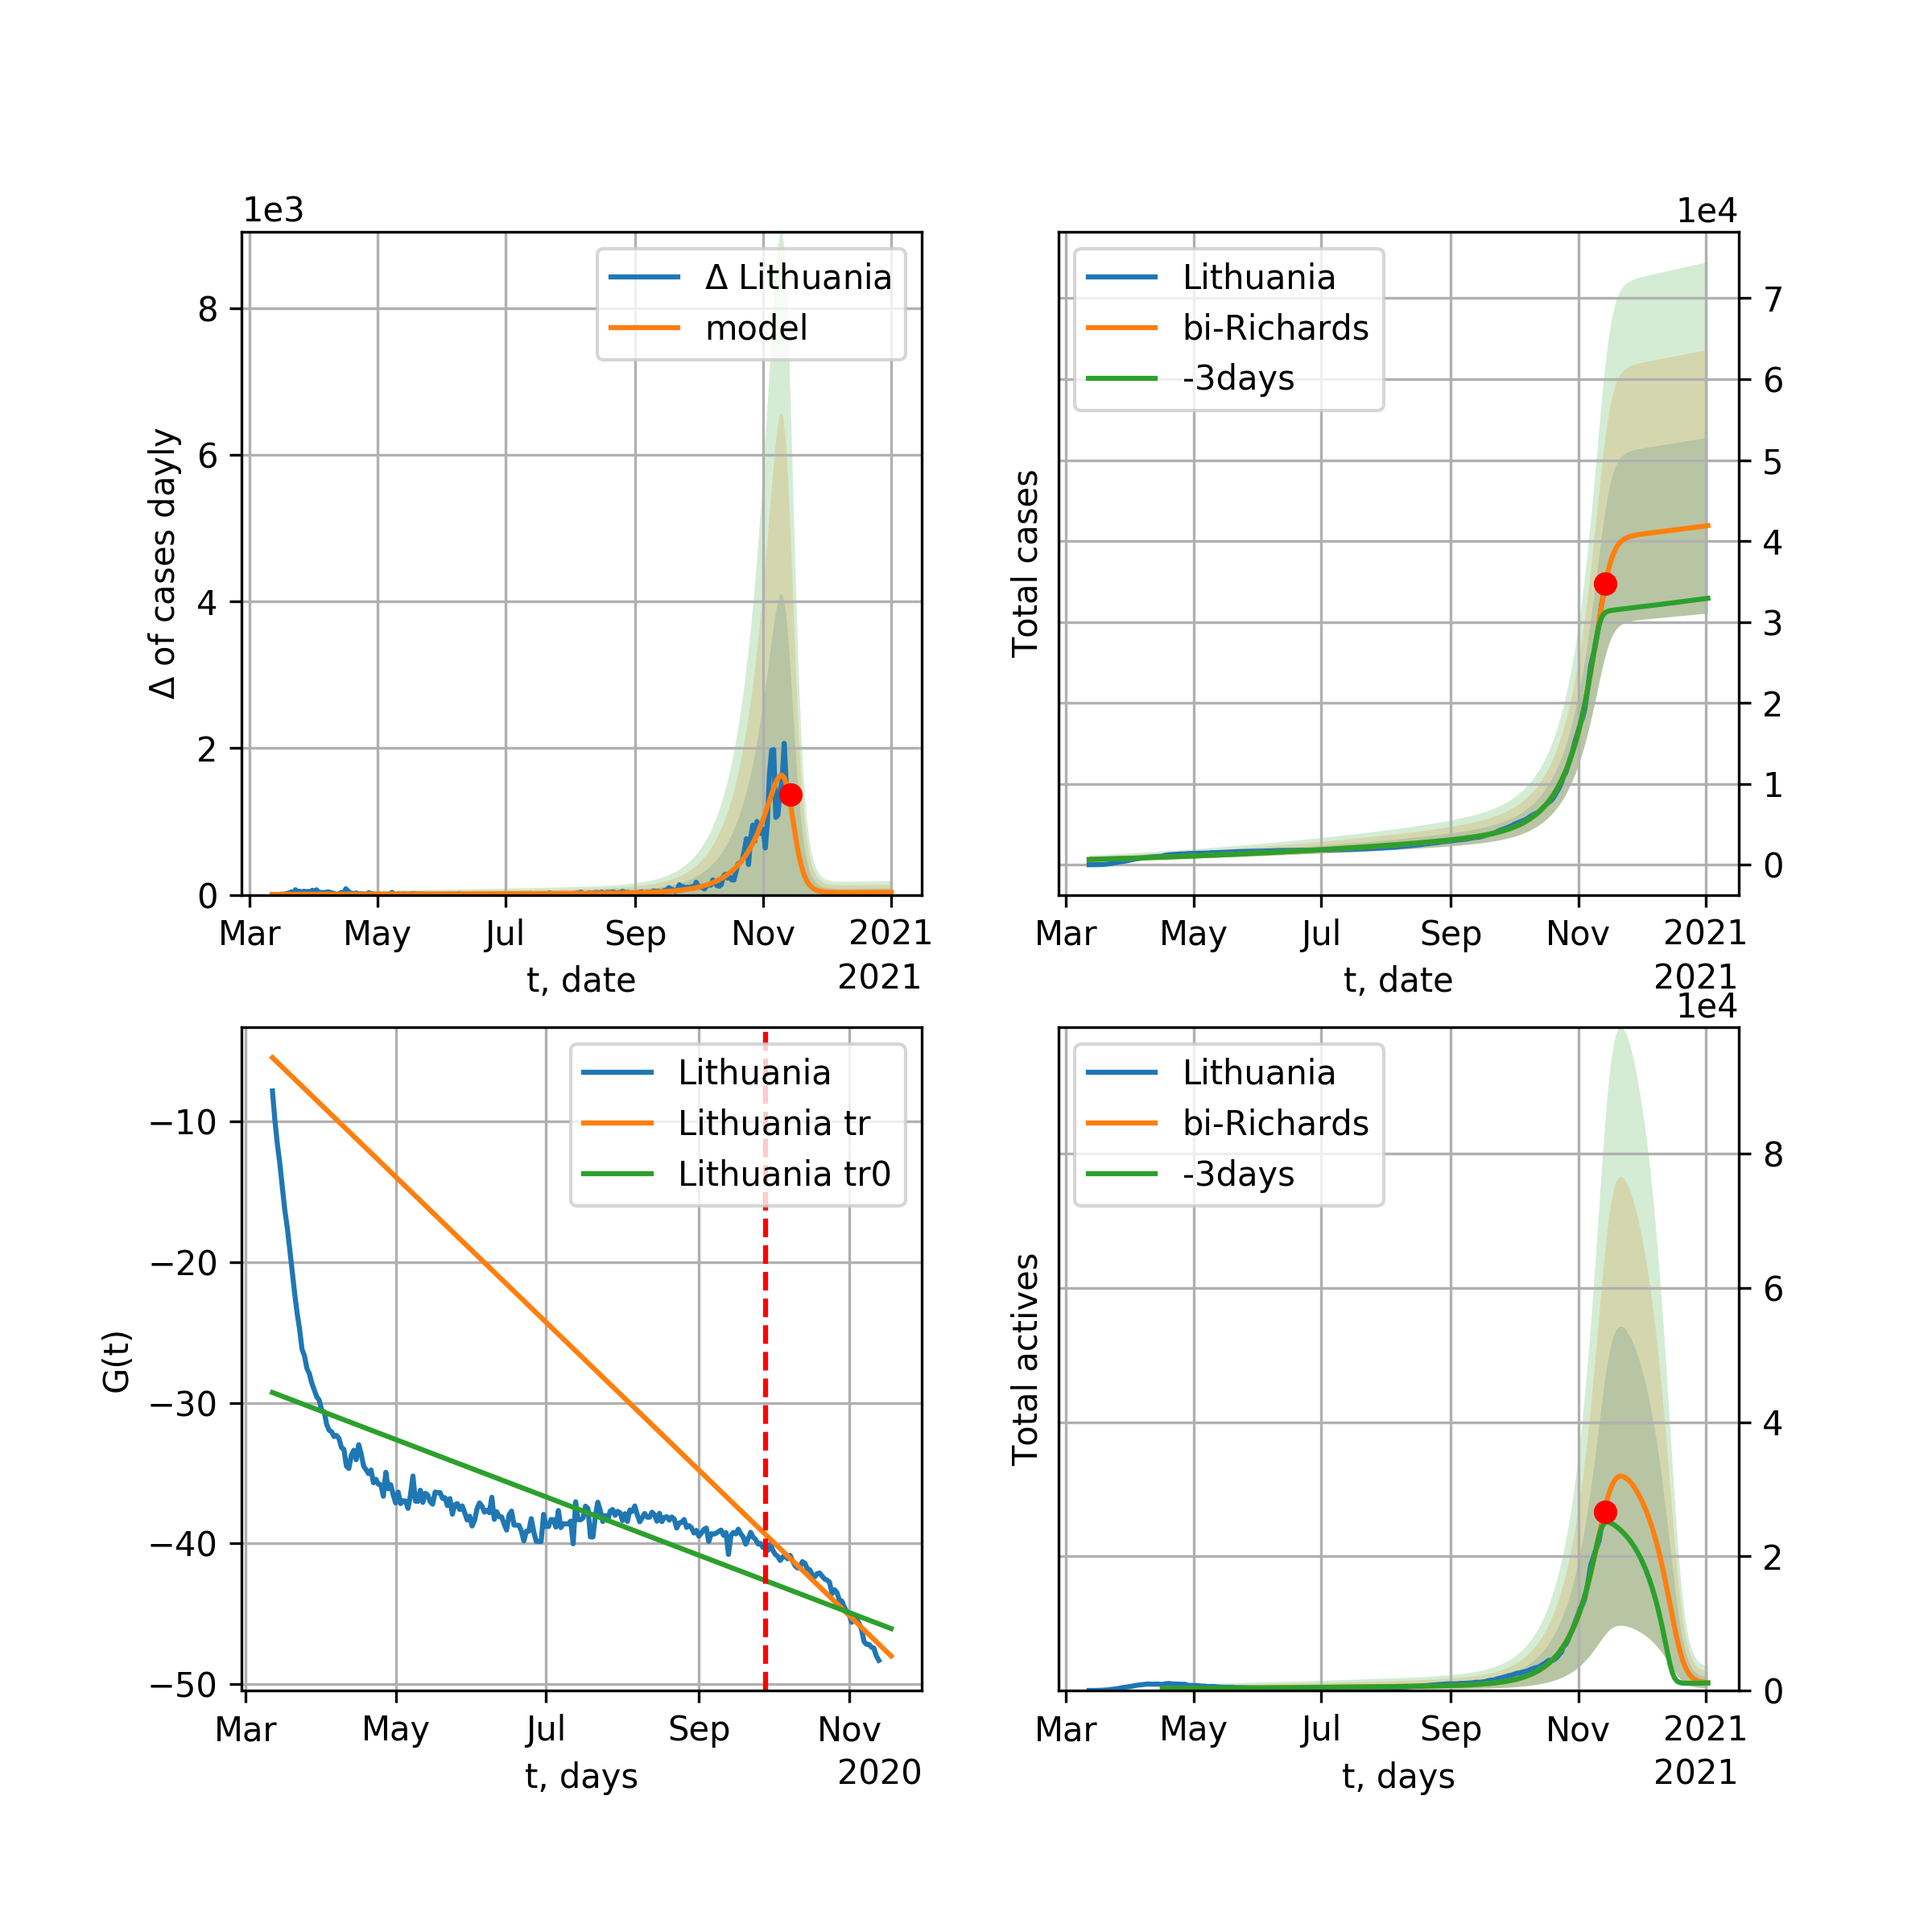 1e3
Δ of cases dayly
8
6
4
2
0
Δ Lithuania
model
Mar May Jul Sep Nov 2021
t, date
2021
1e4
Total cases
Lithuania
bi-Richards
-3days
7
6
5
4
3
2
1
0
Mar May Jul Sep Nov 2021
t, date
2021
G(t)
−10
−20
−30
−40
−50
Lithuania
Lithuania tr
Lithuania tr0
Mar May Jul Sep Nov
t, days
2020
1e4
Total actives
Lithuania
bi-Richards
-3days
8
6
4
2
0
Mar May Jul Sep Nov 2021
t, days
2021